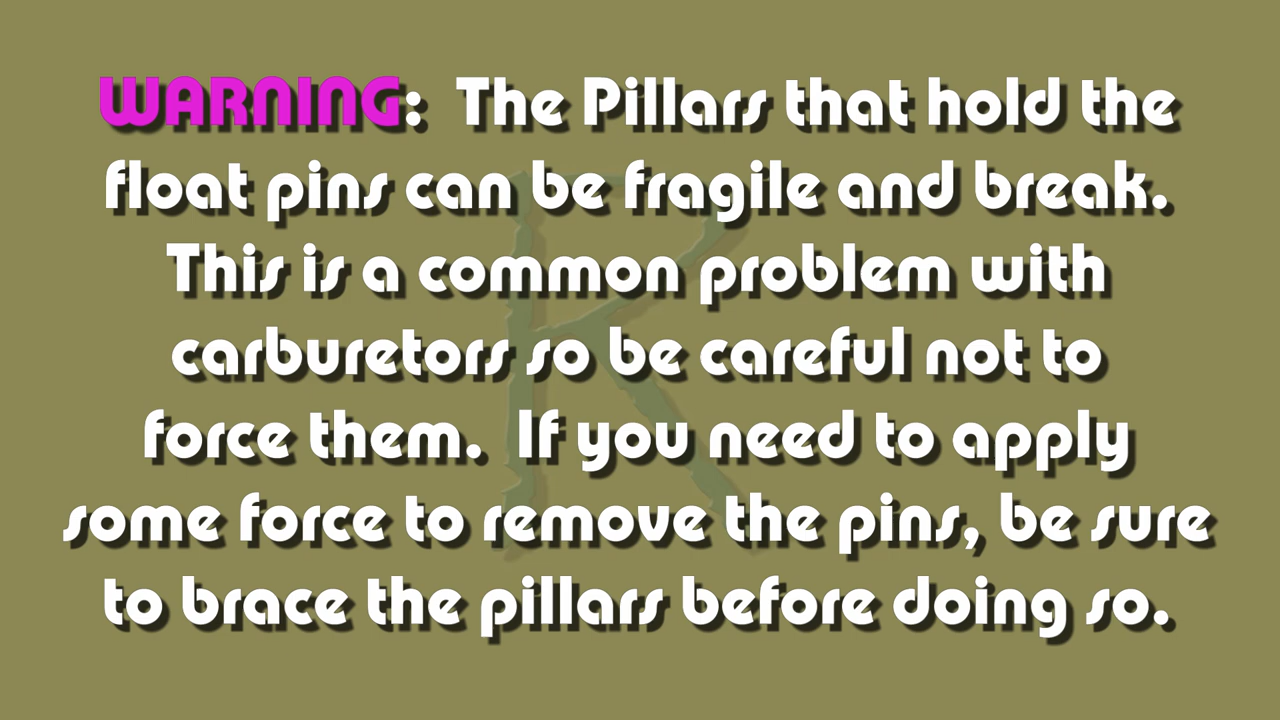 WARNING:  The Pillars that hold the
float pins can be fragile and break.
This is a common problem with
carburetors so be careful not to
force them.  If you need to apply
some force to remove the pins, be sure
to brace the pillars before doing so.
R